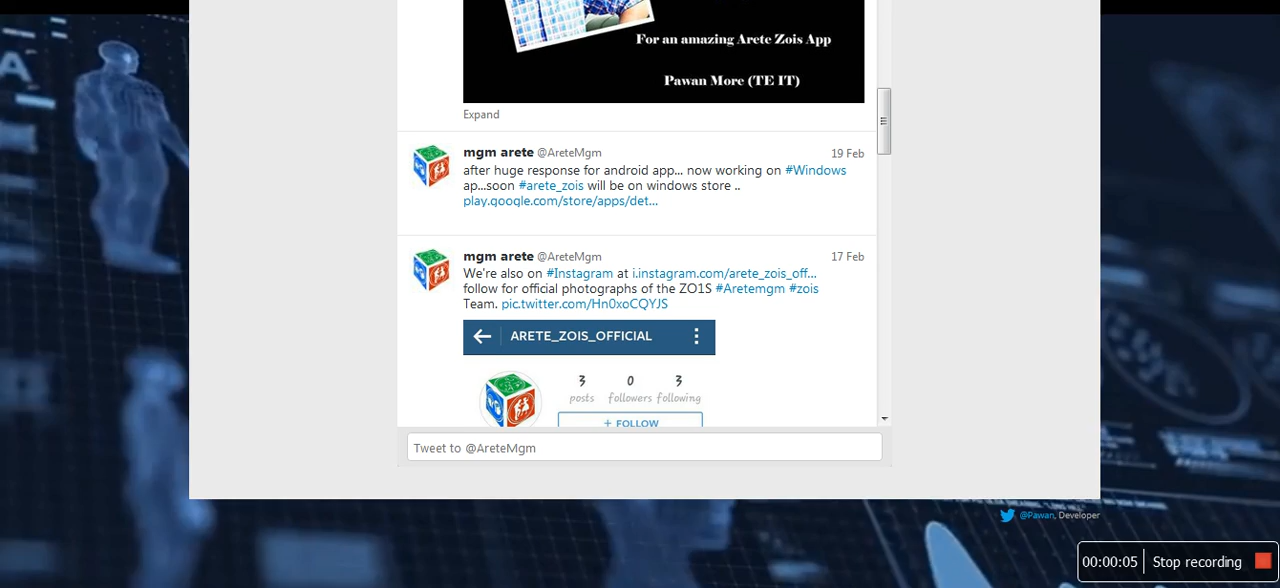 For an amazing Arete Zois App
Pawan More (TE IT)
Expand
mgm arete @AreteMgm 19 Feb
after huge response for android app... now working on #Windows
ap...soon #arete_zois will be on windows store ..
play.google.com/store/apps/det...
mgm arete @AreteMgm 17 Feb
We're also on #Instagram at i.instagram.com/arete_zois_off...
follow for official photographs of the ZO1S #Aretemgm #zois
Team. pic.twitter.com/Hn0xoCQYJS
ARETE_ZOIS_OFFICIAL
3 0 3
posts followers following
+ FOLLOW
Tweet to @AreteMgm
@Pawan, Developer
00:00:05 Stop recording